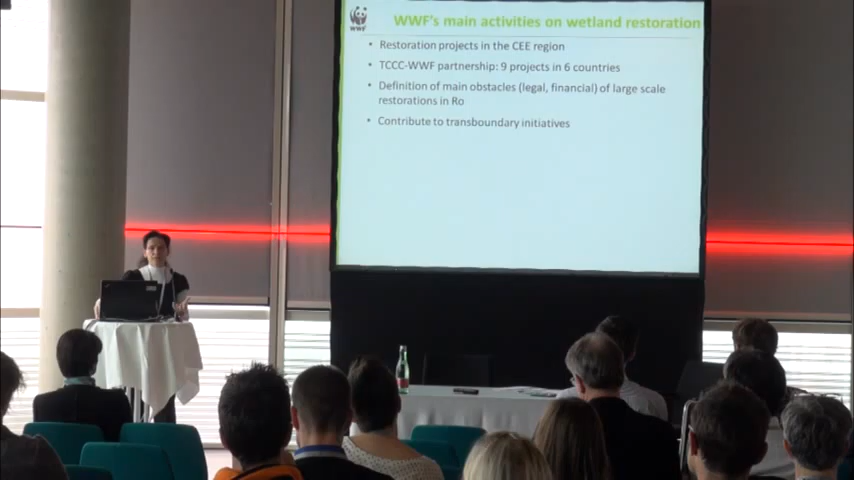 WWF
WWF's main activities on wetland restoration
• Restoration projects in the CEE region
• TCCC-WWF partnership: 9 projects in 6 countries
• Definition of main obstacles (legal, financial) of large scale
restorations in Ro
• Contribute to transboundary initiatives